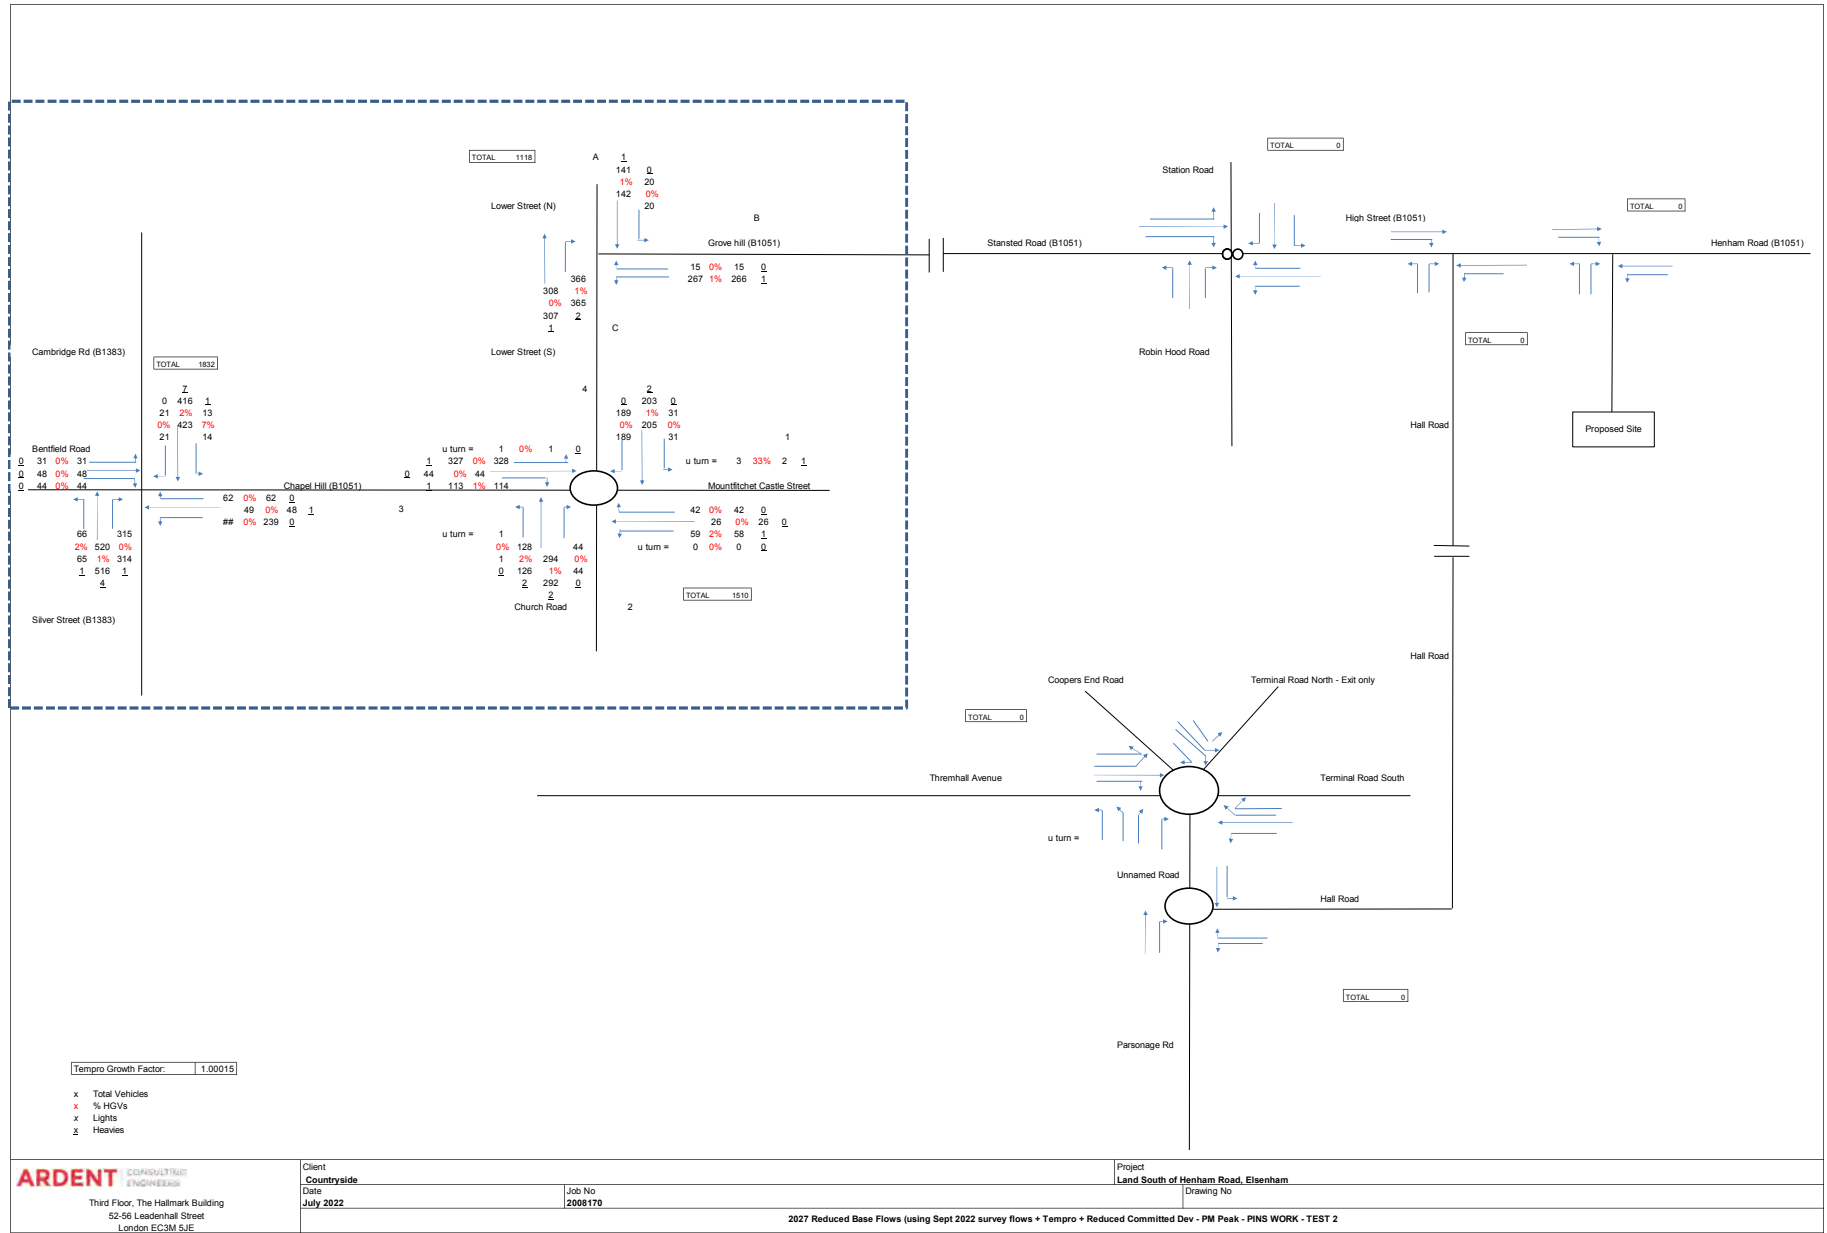 TOTAL 1118
A 1
141 0
1% 20
142 0%
20
Lower Street (N)
B
Grove hill (B1051)
366
308 1%
0% 365
307 2
1
15 0% 15 0
267 1% 266 1
C
Lower Street (S)
Stansted Road (B1051)
Station Road
TOTAL 0
High Street (B1051)
TOTAL 0
Henham Road (B1051)
Robin Hood Road
TOTAL 0
Hall Road
Proposed Site
Cambridge Rd (B1383)
TOTAL 1832
7
0 416 1
21 2% 13
0% 423 7%
21 14
Bentfield Road
0 31 0% 31
0 48 0% 48
0 44 0% 44
Chapel Hill (B1051)
62 0% 62 0
49 0% 48 1
## 0% 239 0
66 315
2% 520 0%
65 1% 314
1 516 1
4
Silver Street (B1383)
4
2
0 203 0
189 1% 31
0% 205 0%
189 31
1
u turn = 1 0% 1 0
1 327 0% 328
0 44 0% 44
1 113 1% 114
u turn = 3 33% 2 1
Mountfitchet Castle Street
3
42 0% 42 0
26 0% 26 0
59 2% 58 1
u turn = 0 0% 0 0
u turn = 1
0% 128 44
1 2% 294 0%
0 126 1% 44
2 292 0
2
Church Road
2
TOTAL 1510
Hall Road
Coopers End Road
Terminal Road North - Exit only
TOTAL 0
Thremhall Avenue
Terminal Road South
u turn =
Unnamed Road
Hall Road
TOTAL 0
Parsonage Rd
Tempro Growth Factor: 1.00015
x Total Vehicles
x % HGVs
x Lights
x Heavies
ARDENT CONSULTING ENGINEERS
Third Floor, The Hallmark Building
52-56 Leadenhall Street
London EC3M 5JE
Client
Countryside
Project
Land South of Henham Road, Elsenham
Date
July 2022
Job No
2008170
Drawing No
2027 Reduced Base Flows (using Sept 2022 survey flows + Tempro + Reduced Committed Dev - PM Peak - PINS WORK - TEST 2